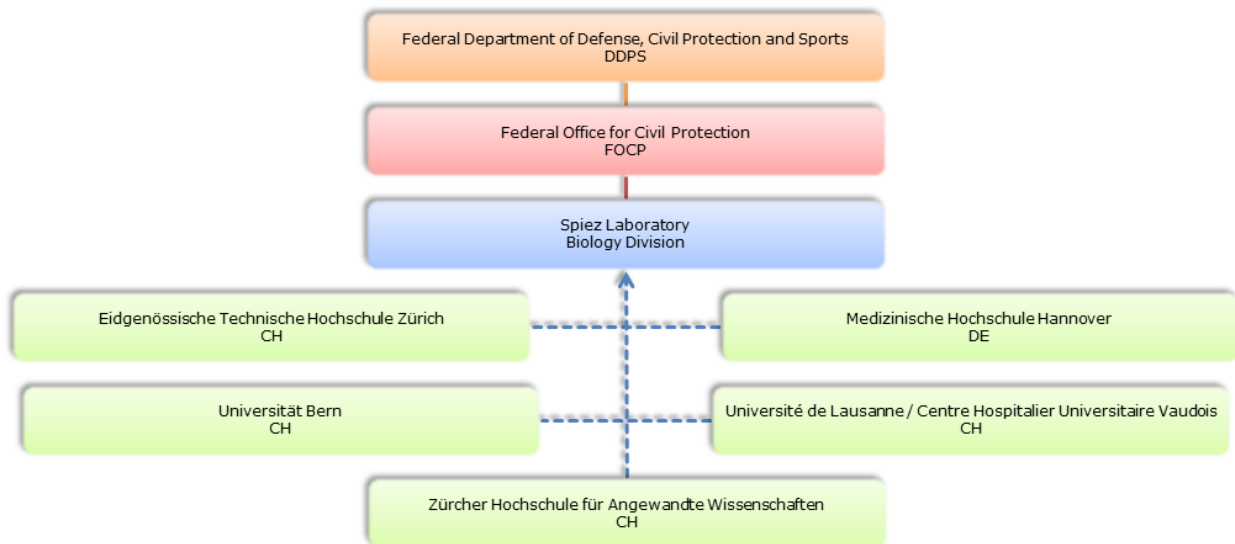 Federal Department of Defense, Civil Protection and Sports
DDPS
Federal Office for Civil Protection
FOCP
Spiez Laboratory
Biology Division
Eidgenössische Technische Hochschule Zürich
CH
Medizinische Hochschule Hannover
DE
Universität Bern
CH
Université de Lausanne / Centre Hospitalier Universitaire Vaudois
CH
Zürcher Hochschule für Angewandte Wissenschaften
CH